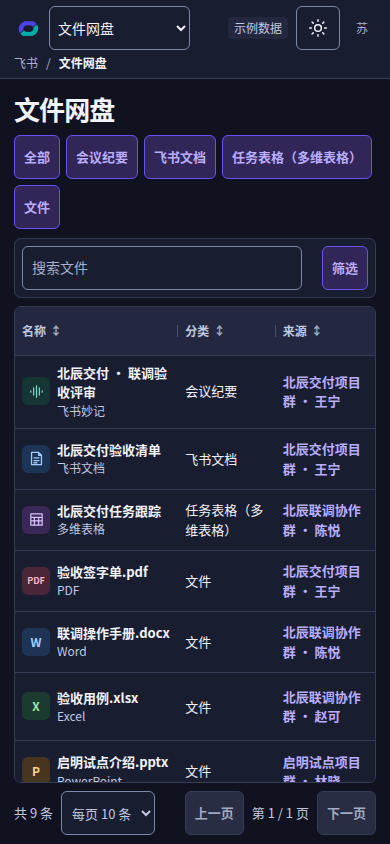 文件网盘
示例数据
苏
飞书 / 文件网盘
文件网盘
全部
会议纪要
飞书文档
任务表格（多维表格）
文件
搜索文件
筛选
名称 ↕ 分类 ↕ 来源 ↕
北辰交付 · 联调验
收评审
飞书妙记
会议纪要
北辰交付项目
群 · 王宁
北辰交付验收清单
飞书文档
飞书文档
北辰交付项目
群 · 王宁
北辰交付任务跟踪
多维表格
任务表格（多
维表格）
北辰联调协作
群 · 陈悦
PDF
验收签字单.pdf
PDF
文件
北辰交付项目
群 · 王宁
W
联调操作手册.docx
Word
文件
北辰联调协作
群 · 陈悦
X
验收用例.xlsx
Excel
文件
北辰联调协作
群 · 赵可
P
启明试点介绍.pptx
PowerPoint
文件
启明试点项目
群 · 林晓
共 9 条
每页 10 条
上一页
第 1 / 1 页
下一页